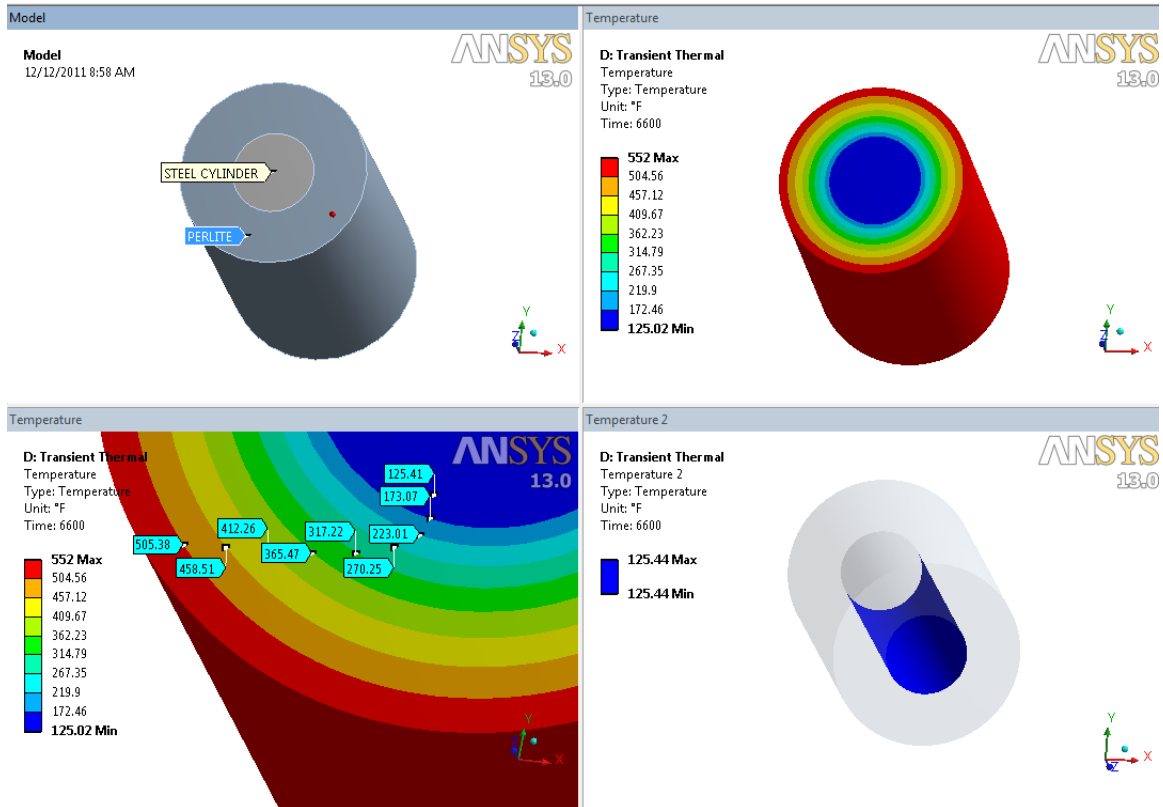 Model
Model
12/12/2011 8:58 AM
ANSYS
13.0
STEEL CYLINDER
PERLITE
Y
Z
X
Temperature
D: Transient Thermal
Temperature
Type: Temperature
Unit: °F
Time: 6600
552 Max
504.56
457.12
409.67
362.23
314.79
267.35
219.9
172.46
125.02 Min
ANSYS
13.0
Y
Z
X
Temperature
D: Transient Thermal
Temperature
Type: Temperature
Unit: °F
Time: 6600
552 Max
504.56
457.12
409.67
362.23
314.79
267.35
219.9
172.46
125.02 Min
ANSYS
13.0
125.41
173.07
412.26
317.22
223.01
505.38
365.47
458.51
270.25
Y
X
Temperature 2
D: Transient Thermal
Temperature 2
Type: Temperature
Unit: °F
Time: 6600
125.44 Max
125.44 Min
ANSYS
13.0
Y
X
Z